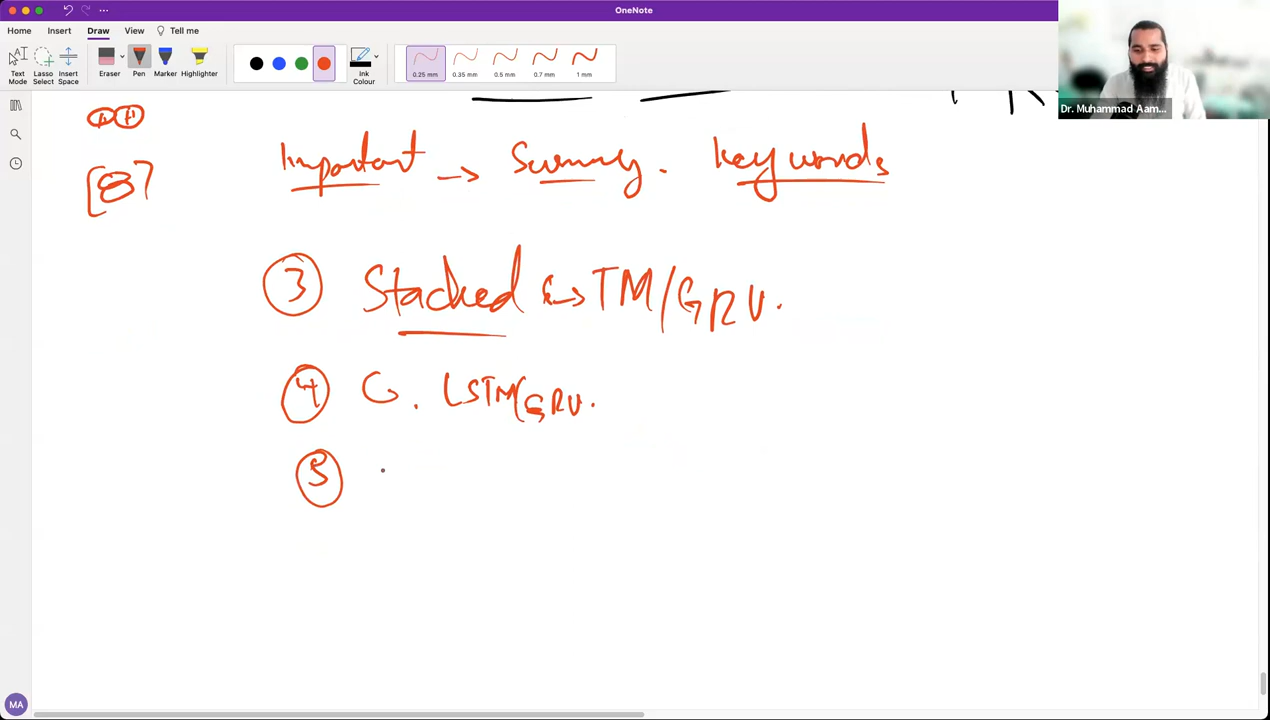 OneNote
Home Insert Draw View Tell me
Text Mode Lasso Select Insert Space Eraser Pen Marker Highlighter 0.25 mm 0.35 mm 0.5 mm 0.7 mm 1 mm Ink Colour
Dr. Muhammad Aam...
Important → Summary. Keywords
[8]
3 Stacked LSTM/GRU.
4 C. LSTM/GRU.
5
MA